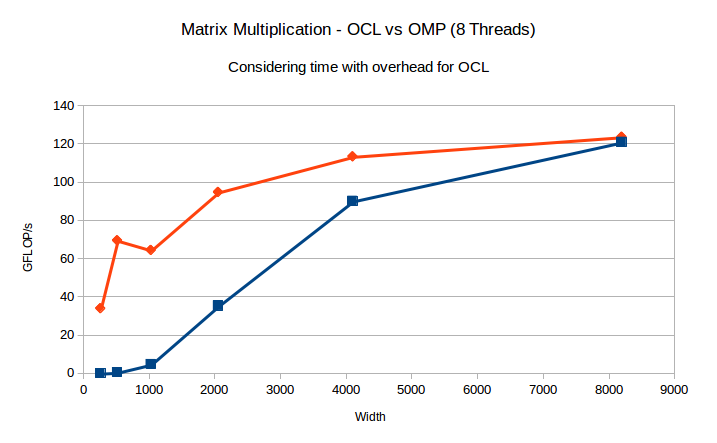 Matrix Multiplication - OCL vs OMP (8 Threads)
Considering time with overhead for OCL
GFLOP/s
140
120
100
80
60
40
20
0
0 1000 2000 3000 4000 5000 6000 7000 8000 9000
Width